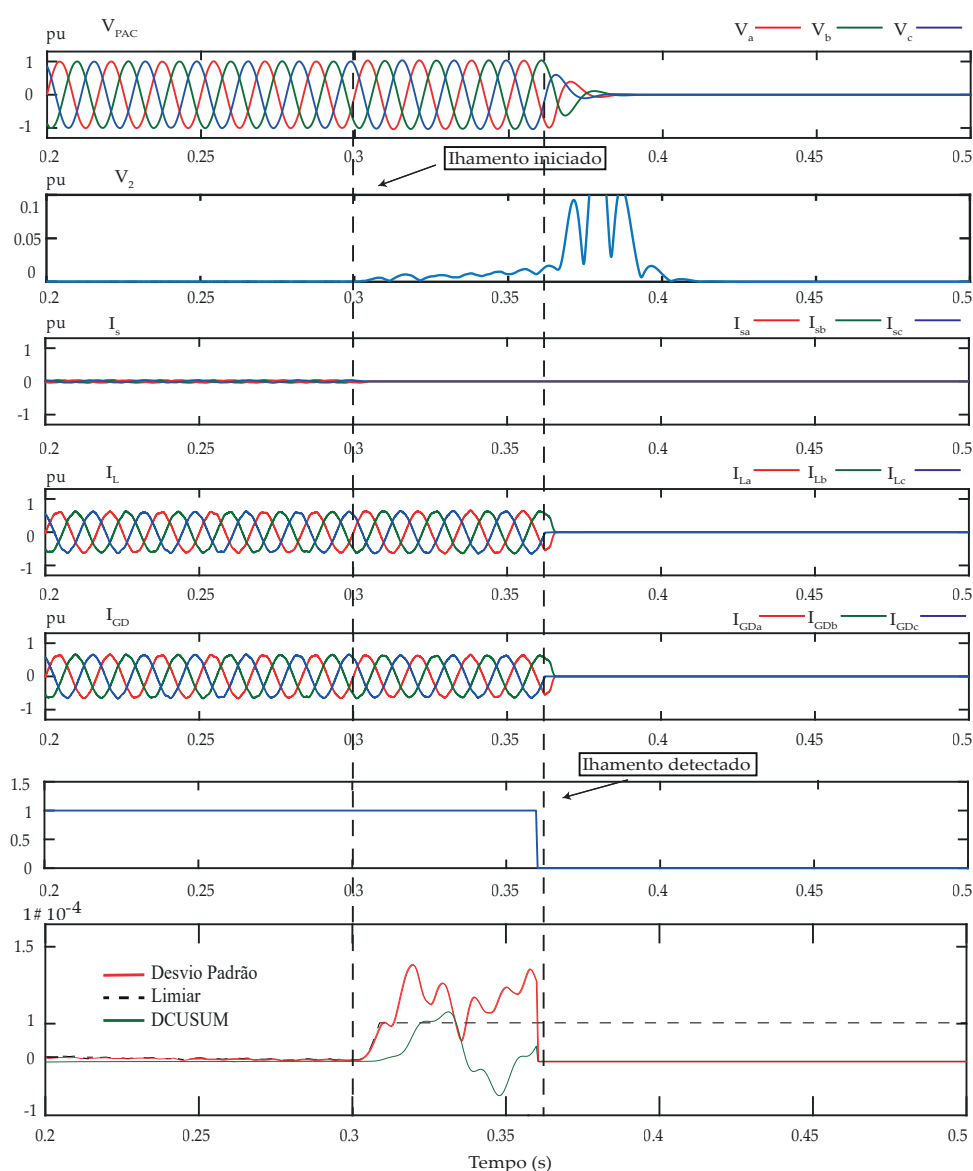 pu V_PAC V_a V_b V_c
1
0
-1
0.2 0.25 0.3 0.35 0.4 0.45 0.5
Ihamento iniciado
pu V_2
0.1
0.05
0
0.2 0.25 0.3 0.35 0.4 0.45 0.5
pu I_s I_sa I_sb I_sc
1
0
-1
0.2 0.25 0.3 0.35 0.4 0.45 0.5
pu I_L I_La I_Lb I_Lc
1
0
-1
0.2 0.25 0.3 0.35 0.4 0.45 0.5
pu I_GD I_GDa I_GDb I_GDc
1
0
-1
0.2 0.25 0.3 0.35 0.4 0.45 0.5
Ihamento detectado
1.5
1
0.5
0
0.2 0.25 0.3 0.35 0.4 0.45 0.5
1# 10^-4
1.5
Desvio Padrão
Limiar
DCUSUM
1
0
-1
0.2 0.25 0.3 0.35 0.4 0.45 0.5
Tempo (s)